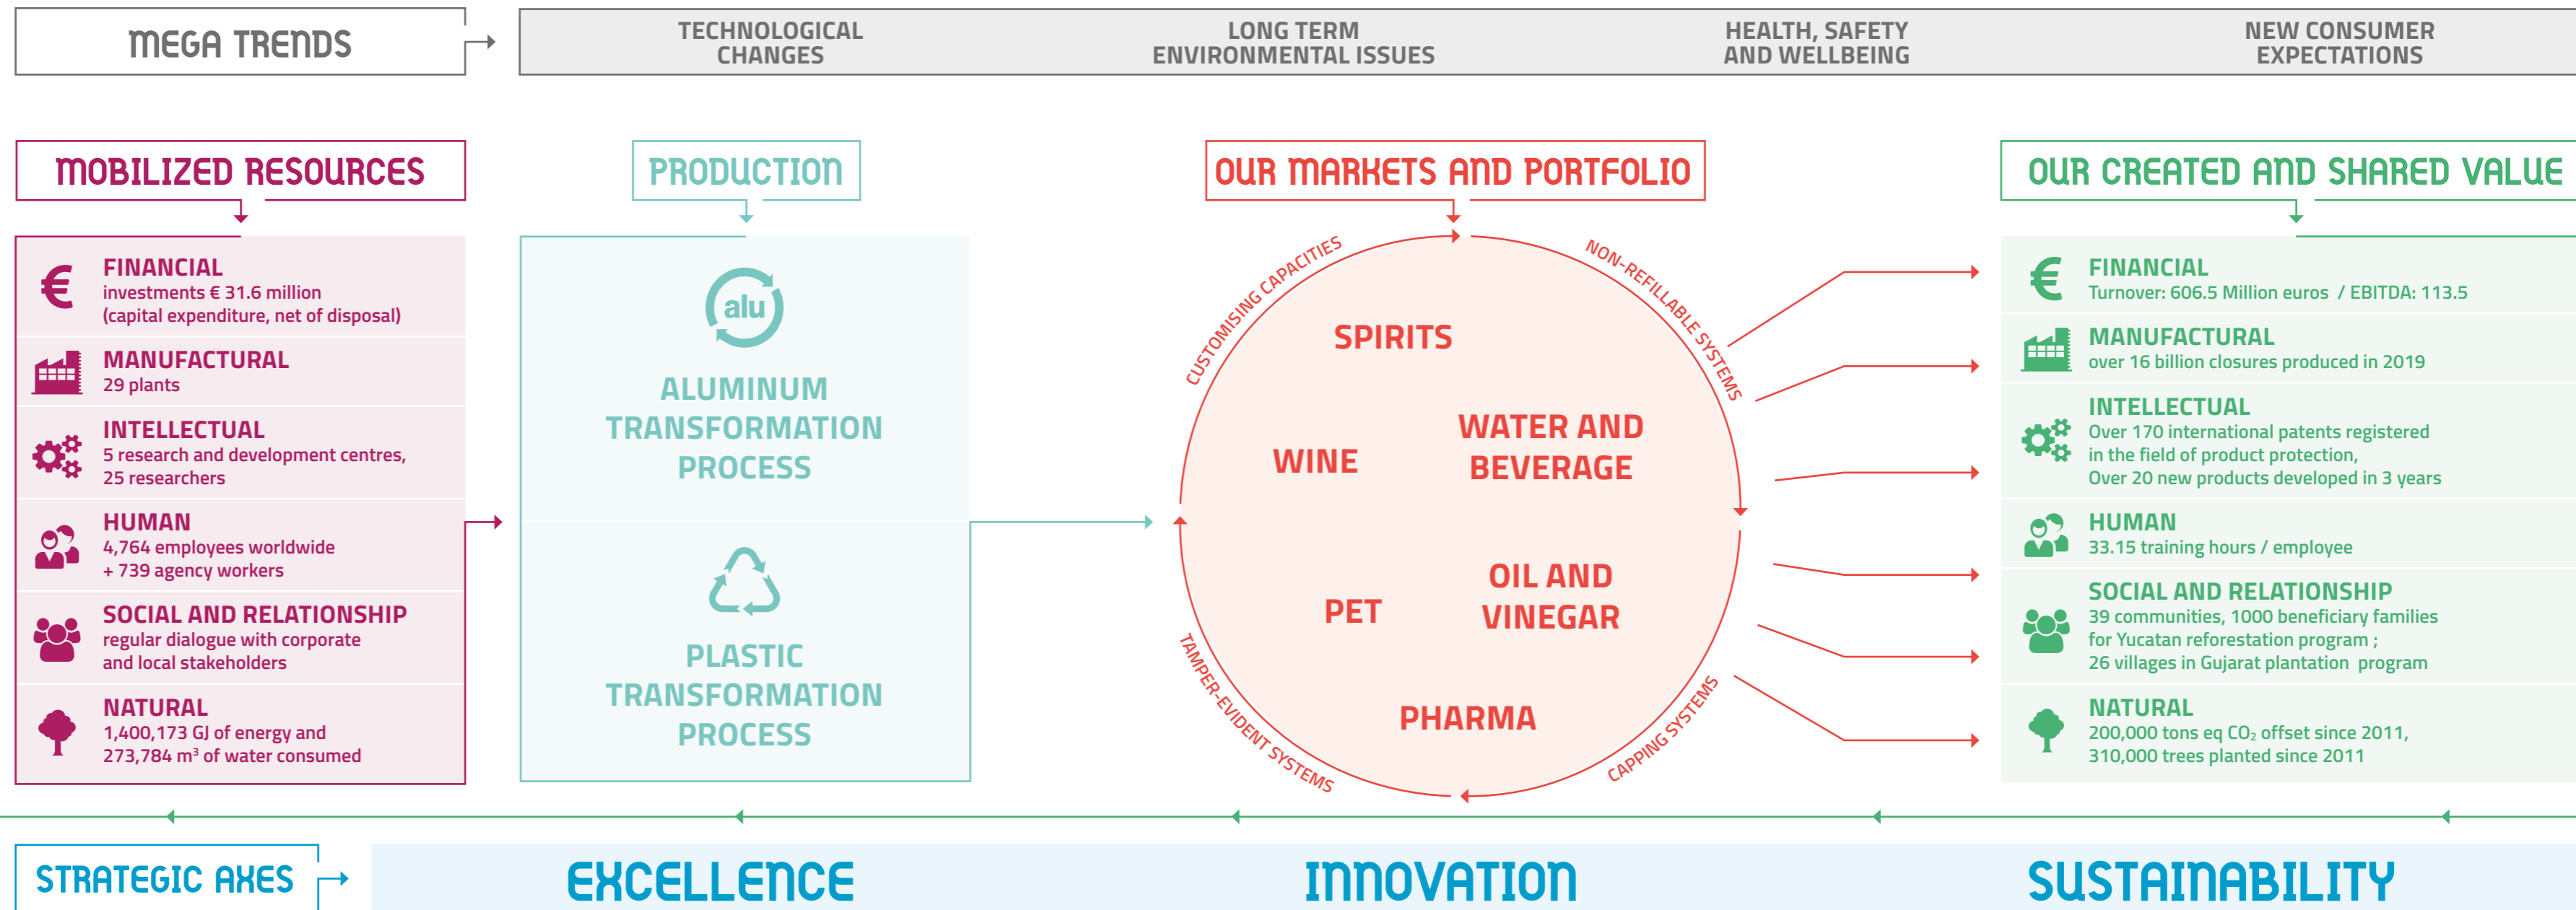 MEGA TRENDS
TECHNOLOGICAL
CHANGES
LONG TERM
ENVIRONMENTAL ISSUES
HEALTH, SAFETY
AND WELLBEING
NEW CONSUMER
EXPECTATIONS
MOBILIZED RESOURCES
FINANCIAL
investments € 31.6 million
(capital expenditure, net of disposal)
MANUFACTURAL
29 plants
INTELLECTUAL
5 research and development centres,
25 researchers
HUMAN
4,764 employees worldwide
+ 739 agency workers
SOCIAL AND RELATIONSHIP
regular dialogue with corporate
and local stakeholders
NATURAL
1,400,173 GJ of energy and
273,784 m³ of water consumed
PRODUCTION
alu
ALUMINUM
TRANSFORMATION
PROCESS
PLASTIC
TRANSFORMATION
PROCESS
OUR MARKETS AND PORTFOLIO
CUSTOMISING CAPACITIES
NON-REFILLABLE SYSTEMS
SPIRITS
WATER AND
BEVERAGE
WINE
OIL AND
VINEGAR
PET
PHARMA
TAMPER-EVIDENT SYSTEMS
CAPPING SYSTEMS
OUR CREATED AND SHARED VALUE
€
FINANCIAL
Turnover: 606.5 Million euros / EBITDA: 113.5
MANUFACTURAL
over 16 billion closures produced in 2019
INTELLECTUAL
Over 170 international patents registered
in the field of product protection,
Over 20 new products developed in 3 years
HUMAN
33.15 training hours / employee
SOCIAL AND RELATIONSHIP
39 communities, 1000 beneficiary families
for Yucatan reforestation program ;
26 villages in Gujarat plantation program
NATURAL
200,000 tons eq CO₂ offset since 2011,
310,000 trees planted since 2011
STRATEGIC AXES
EXCELLENCE
INNOVATION
SUSTAINABILITY